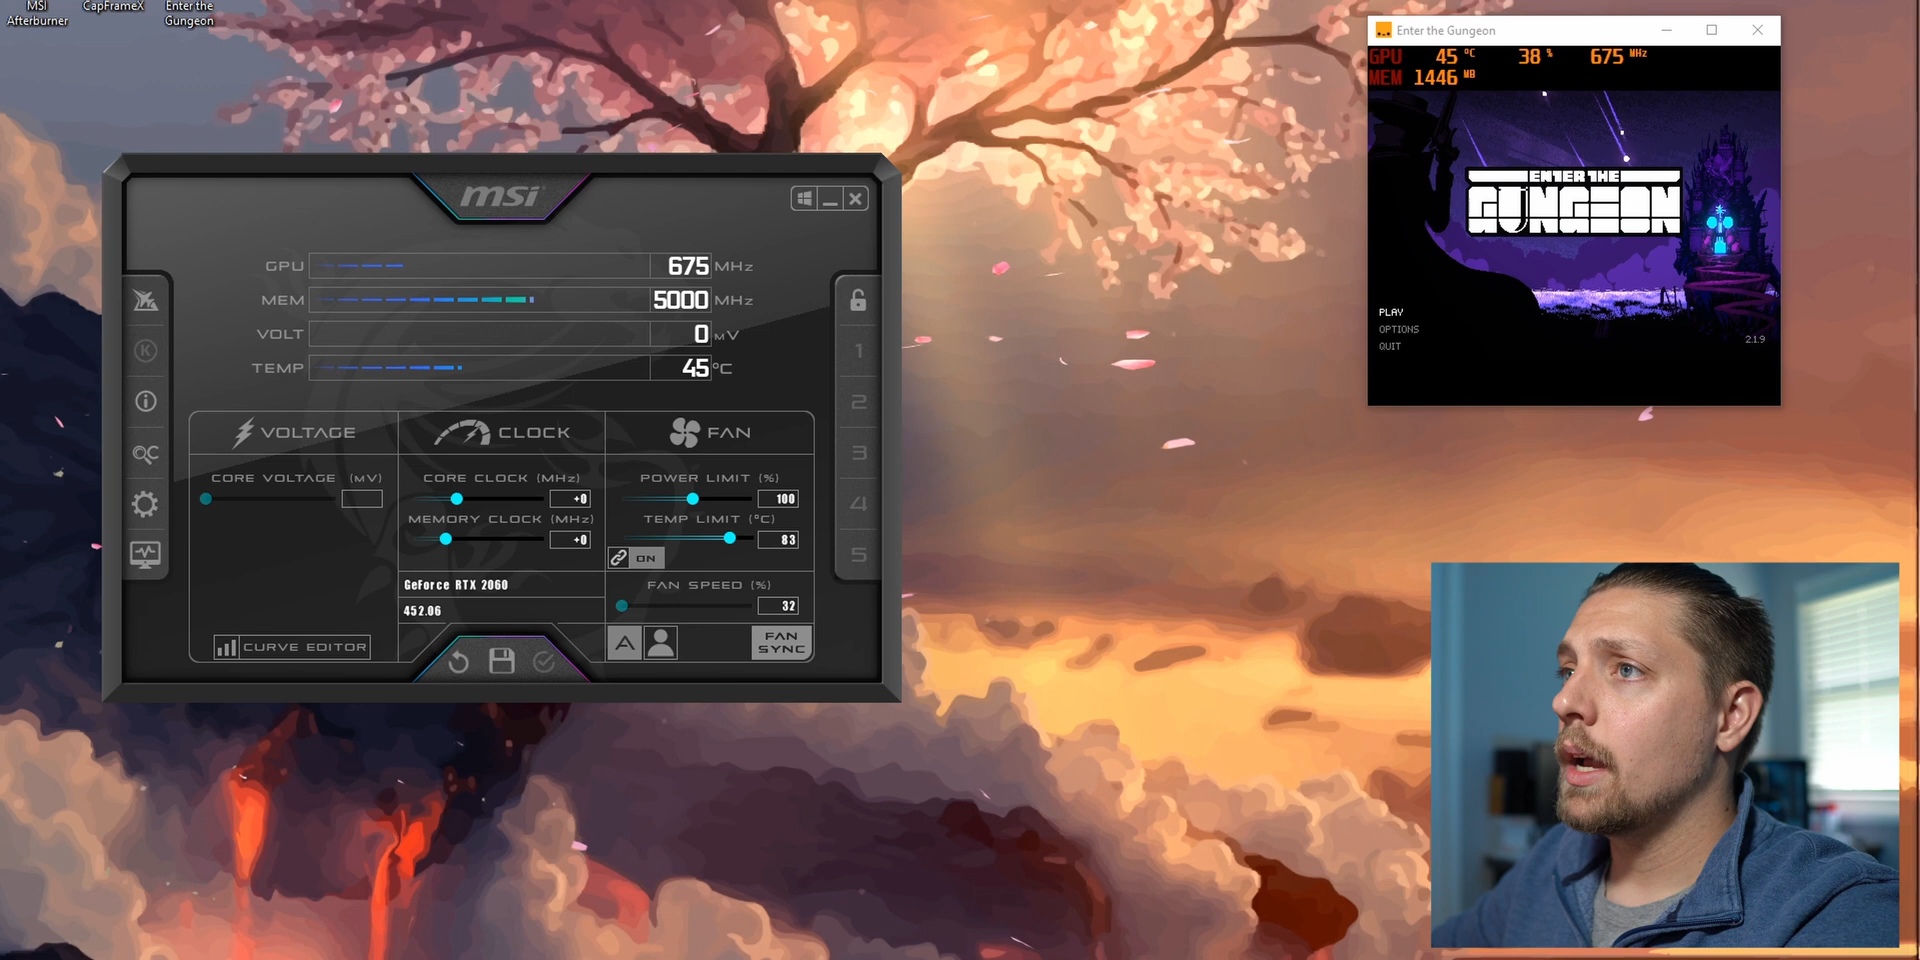 MSI
Afterburner
CapFrameX
Enter the
Gungeon
msi
GPU 675 MHz
MEM 5000 MHz
VOLT 0 mV
TEMP 45 °C
K
1
2
3
4
5
VOLTAGE
CLOCK
FAN
CORE VOLTAGE (MV)
CORE CLOCK (MHz)
+0
MEMORY CLOCK (MHz)
+0
POWER LIMIT (%)
100
TEMP LIMIT (°C)
83
ON
GeForce RTX 2060
452.06
FAN SPEED (%)
32
CURVE EDITOR
A
FAN
SYNC
Enter the Gungeon
GPU 45 °C 38 % 675 MHz
MEM 1446 MB
ENTER THE
GUNGEON
PLAY
OPTIONS
QUIT
2.1.9